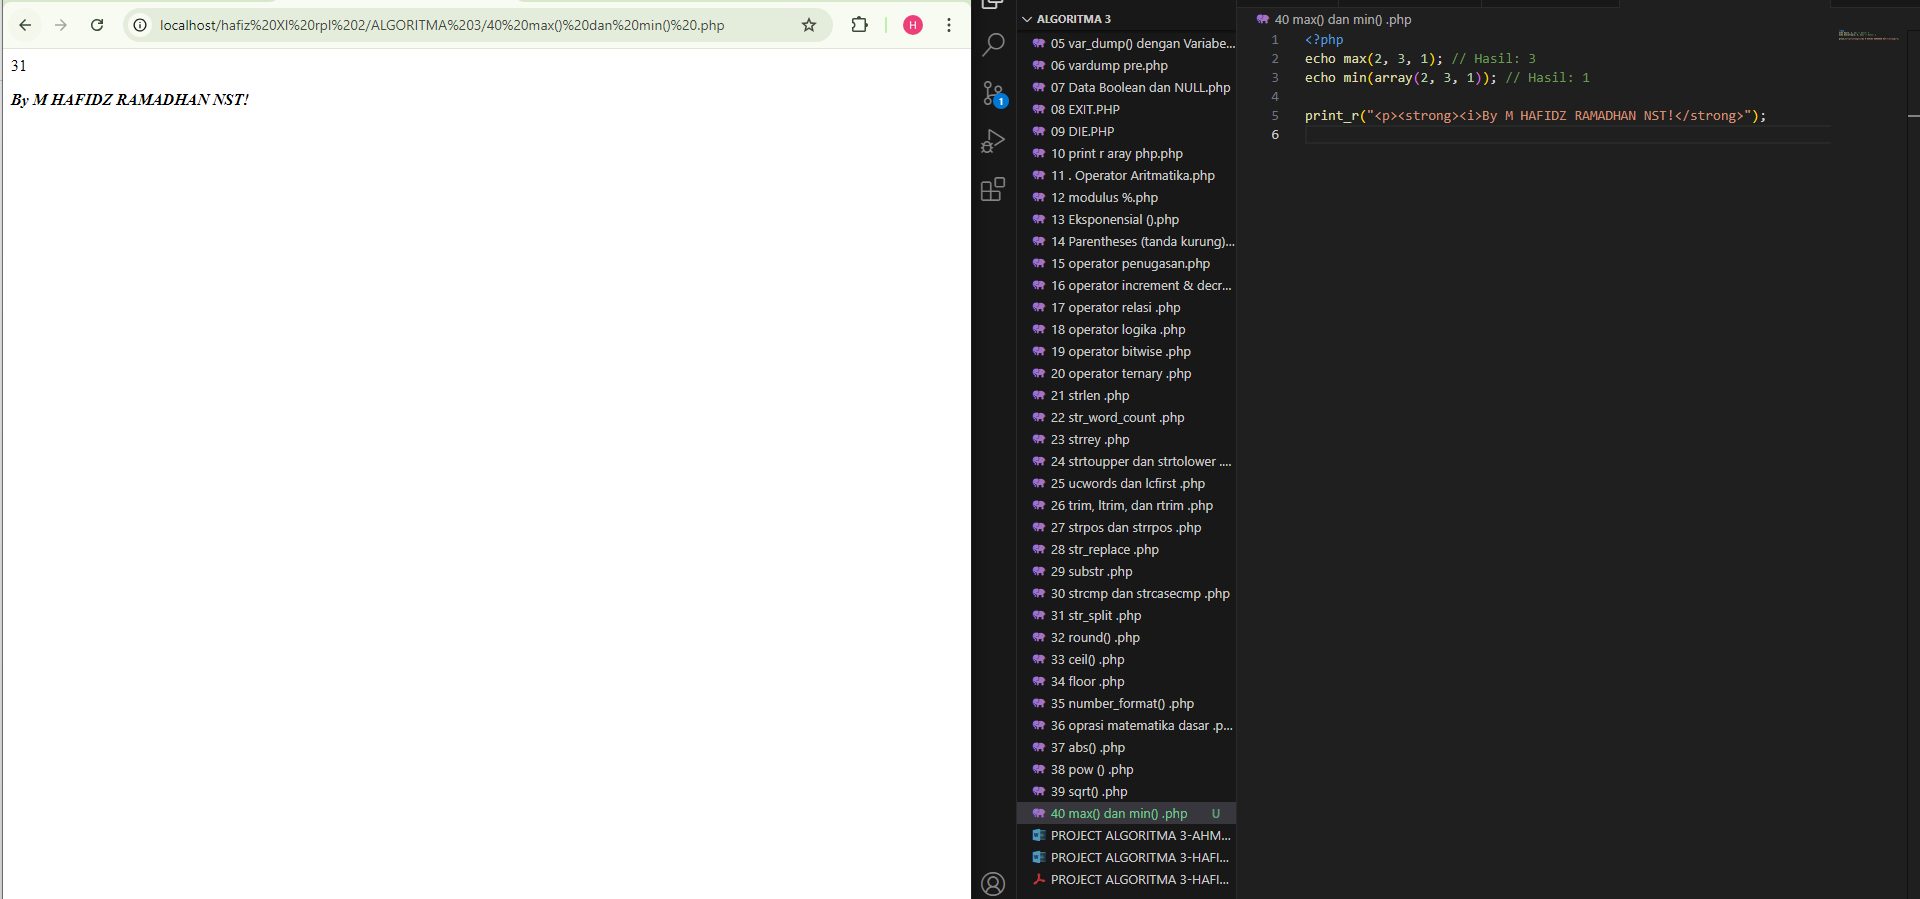 localhost/hafiz%20XI%20rpl%202/ALGORITMA%203/40%20max()%20dan%20min()%20.php
H
31
By M HAFIDZ RAMADHAN NST!
1
ALGORITMA 3
05 var_dump() dengan Variabe...
06 vardump pre.php
07 Data Boolean dan NULL.php
08 EXIT.PHP
09 DIE.PHP
10 print r aray php.php
11 . Operator Aritmatika.php
12 modulus %.php
13 Eksponensial ().php
14 Parentheses (tanda kurung)...
15 operator penugasan.php
16 operator increment & decr...
17 operator relasi .php
18 operator logika .php
19 operator bitwise .php
20 operator ternary .php
21 strlen .php
22 str_word_count .php
23 strrey .php
24 strtoupper dan strtolower ....
25 ucwords dan lcfirst .php
26 trim, ltrim, dan rtrim .php
27 strpos dan strrpos .php
28 str_replace .php
29 substr .php
30 strcmp dan strcasecmp .php
31 str_split .php
32 round() .php
33 ceil() .php
34 floor .php
35 number_format() .php
36 oprasi matematika dasar .p...
37 abs() .php
38 pow () .php
39 sqrt() .php
40 max() dan min() .php U
PROJECT ALGORITMA 3-AHM...
PROJECT ALGORITMA 3-HAFI...
PROJECT ALGORITMA 3-HAFI...
40 max() dan min() .php
1 <?php
2 echo max(2, 3, 1); // Hasil: 3
3 echo min(array(2, 3, 1)); // Hasil: 1
4
5 print_r("<p><strong><i>By M HAFIDZ RAMADHAN NST!</strong>");
6